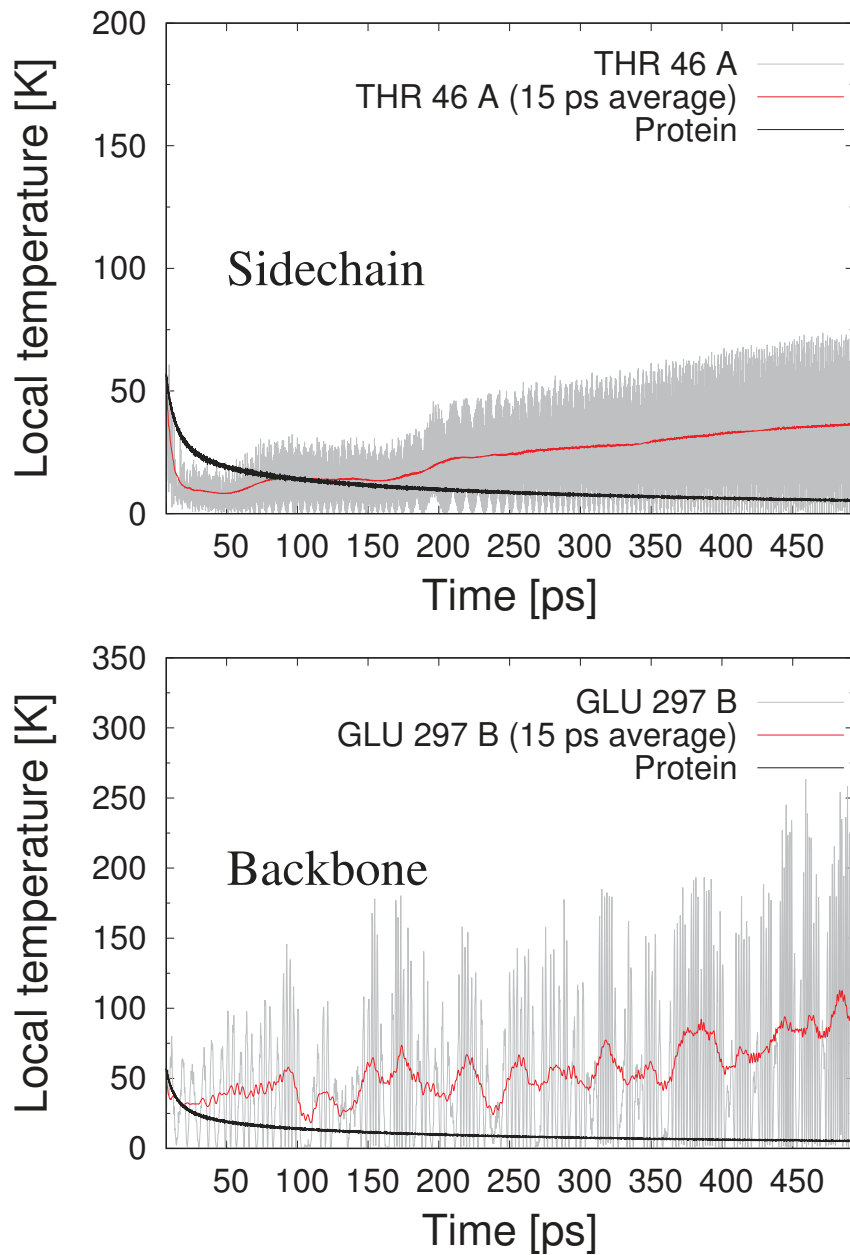 200
150
100
50
0
Local temperature [K]
THR 46 A
THR 46 A (15 ps average)
Protein
Sidechain
50 100 150 200 250 300 350 400 450
Time [ps]
350
300
250
200
150
100
50
0
Local temperature [K]
GLU 297 B
GLU 297 B (15 ps average)
Protein
Backbone
50 100 150 200 250 300 350 400 450
Time [ps]